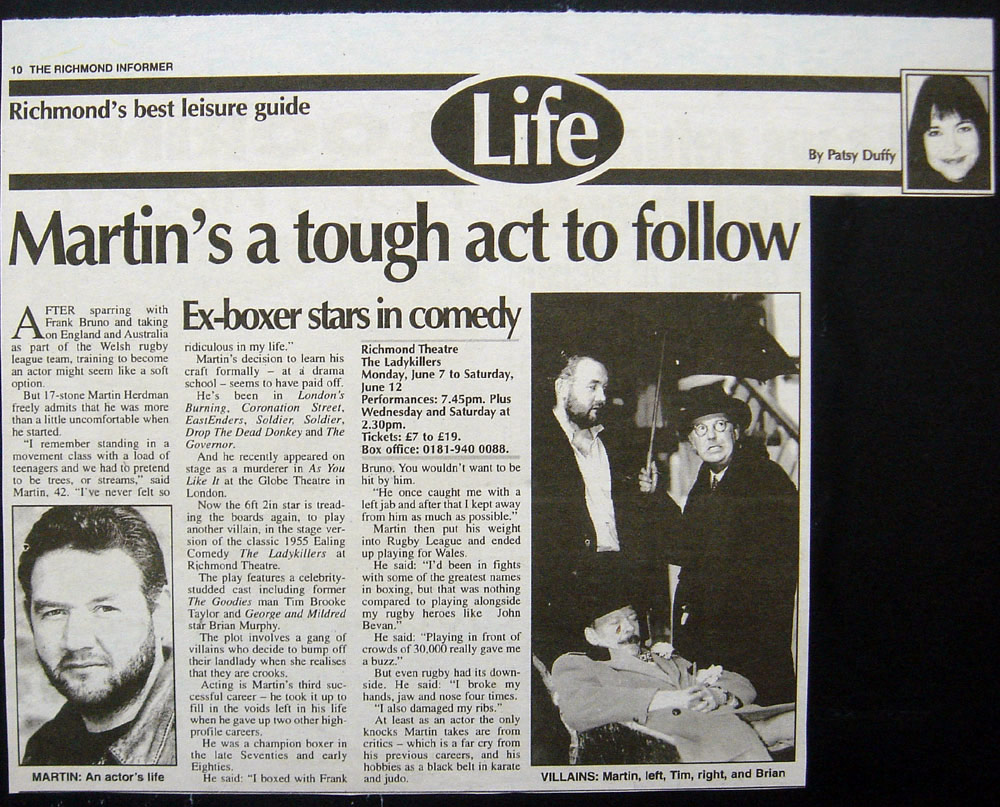 10 THE RICHMOND INFORMER
Richmond's best leisure guide
Life
By Patsy Duffy
Martin's a tough act to follow
Ex-boxer stars in comedy
AFTER sparring with
Frank Bruno and taking
on England and Australia
as part of the Welsh rugby
league team, training to become
an actor might seem like a soft
option.
But 17-stone Martin Herdman
freely admits that he was more
than a little uncomfortable when
he started.
"I remember standing in a
movement class with a load of
teenagers and we had to pretend
to be trees, or streams," said
Martin, 42. "I've never felt so
MARTIN: An actor's life
ridiculous in my life."
Martin's decision to learn his
craft formally – at a drama
school – seems to have paid off.
He's been in London's
Burning, Coronation Street,
EastEnders, Soldier, Soldier,
Drop The Dead Donkey and The
Governor.
And he recently appeared on
stage as a murderer in As You
Like It at the Globe Theatre in
London.
Now the 6ft 2in star is tread-
ing the boards again, to play
another villain, in the stage ver-
sion of the classic 1955 Ealing
Comedy The Ladykillers at
Richmond Theatre.
The play features a celebrity-
studded cast including former
The Goodies man Tim Brooke
Taylor and George and Mildred
star Brian Murphy.
The plot involves a gang of
villains who decide to bump off
their landlady when she realises
that they are crooks.
Acting is Martin's third suc-
cessful career – he took it up to
fill in the voids left in his life
when he gave up two other high-
profile careers.
He was a champion boxer in
the late Seventies and early
Eighties.
He said: "I boxed with Frank
Richmond Theatre
The Ladykillers
Monday, June 7 to Saturday,
June 12
Performances: 7.45pm. Plus
Wednesday and Saturday at
2.30pm.
Tickets: £7 to £19.
Box office: 0181-940 0088.
Bruno. You wouldn't want to be
hit by him.
"He once caught me with a
left jab and after that I kept away
from him as much as possible."
Martin then put his weight
into Rugby League and ended
up playing for Wales.
He said: "I'd been in fights
with some of the greatest names
in boxing, but that was nothing
compared to playing alongside
my rugby heroes like John
Bevan."
He said: "Playing in front of
crowds of 30,000 really gave me
a buzz."
But even rugby had its down-
side. He said: "I broke my
hands, jaw and nose four times.
"I also damaged my ribs."
At least as an actor the only
knocks Martin takes are from
critics – which is a far cry from
his previous careers, and his
hobbies as a black belt in karate
and judo.
VILLAINS: Martin, left, Tim, right, and Brian